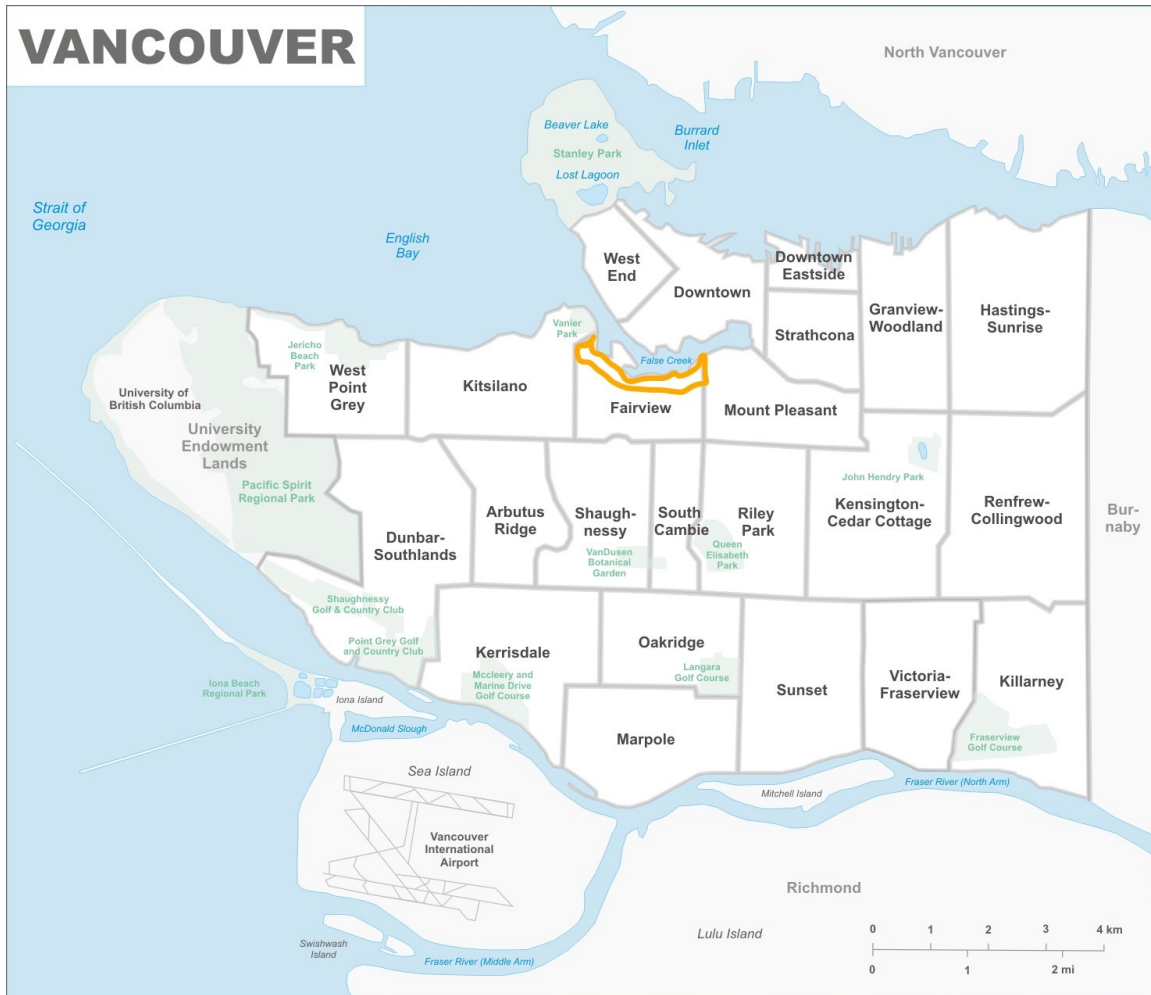 VANCOUVER
North Vancouver
Beaver Lake
Stanley Park
Lost Lagoon
Burrard
Inlet
Strait of
Georgia
English
Bay
West
End
Downtown
Downtown
Eastside
Strathcona
Granview-
Woodland
Hastings-
Sunrise
Vanier
Park
False Creek
Jericho
Beach
Park
West
Point
Grey
Kitsilano
Fairview
Mount Pleasant
University of
British Columbia
University
Endowment
Lands
Pacific Spirit
Regional Park
John Hendry Park
Kensington-
Cedar Cottage
Renfrew-
Collingwood
Bur-
naby
Dunbar-
Southlands
Arbutus
Ridge
Shaugh-
nessy
VanDusen
Botanical
Garden
South
Cambie
Riley
Park
Queen
Elisabeth
Park
Shaughnessy
Golf & Country Club
Point Grey Golf
and Country Club
Kerrisdale
Mccleery and
Marine Drive
Golf Course
Oakridge
Langara
Golf Course
Sunset
Victoria-
Fraserview
Killarney
Fraserview
Golf Course
Marpole
Iona Beach
Regional Park
Iona Island
McDonald Slough
Sea Island
Mitchell Island
Fraser River (North Arm)
Vancouver
International
Airport
Richmond
Lulu Island
Swishwash
Island
Fraser River (Middle Arm)
0 1 2 3 4 km
0 1 2 mi